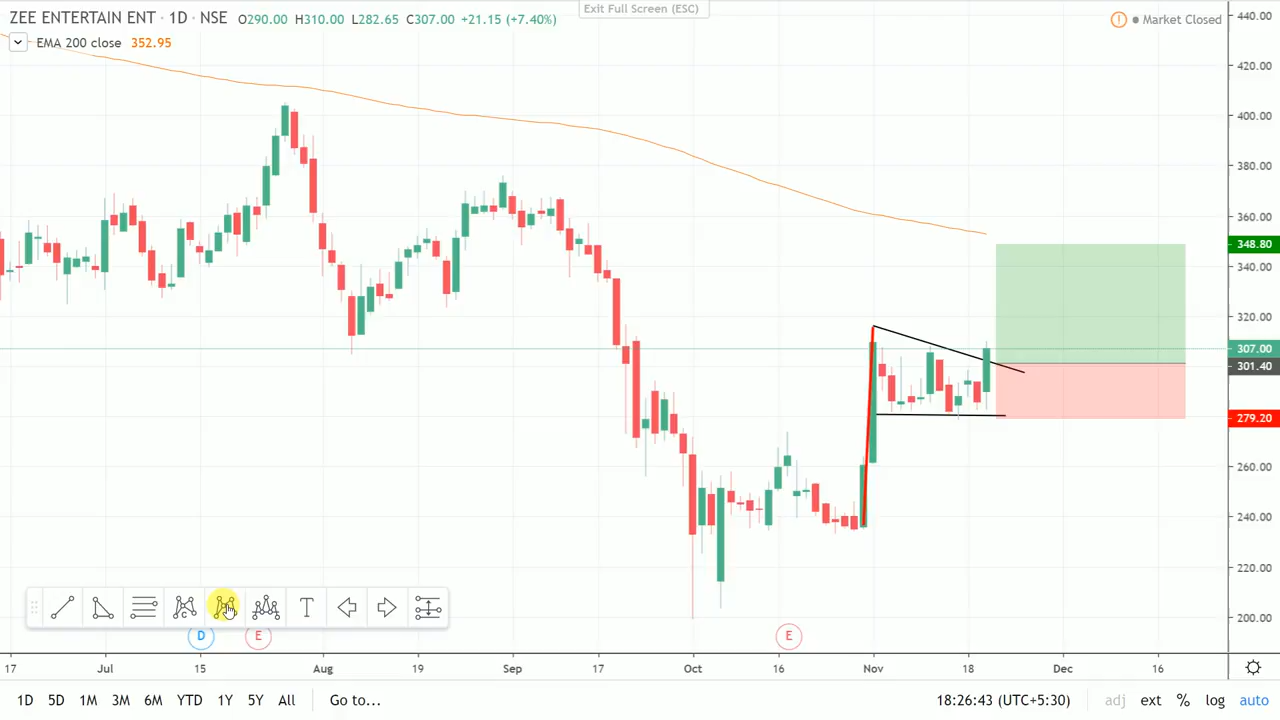 Exit Full Screen (ESC)
ZEE ENTERTAIN ENT · 1D · NSE O290.00 H310.00 L282.65 C307.00 +21.15 (+7.40%)
Market Closed
EMA 200 close 352.95
440.00
420.00
400.00
380.00
360.00
348.80
340.00
320.00
307.00
301.40
279.20
260.00
240.00
220.00
200.00
C
T
D
E
E
17 Jul 15 Aug 19 Sep 17 Oct 16 Nov 18 Dec 16
1D 5D 1M 3M 6M YTD 1Y 5Y All Go to... 18:26:43 (UTC+5:30) adj ext % log auto